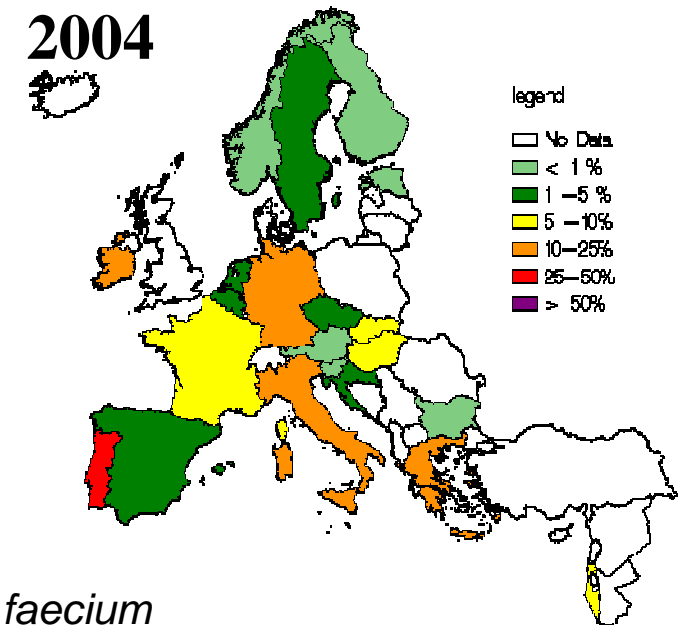 2004
legend
No Data
< 1 %
1 –5 %
5 –10%
10–25%
25–50%
> 50%
faecium